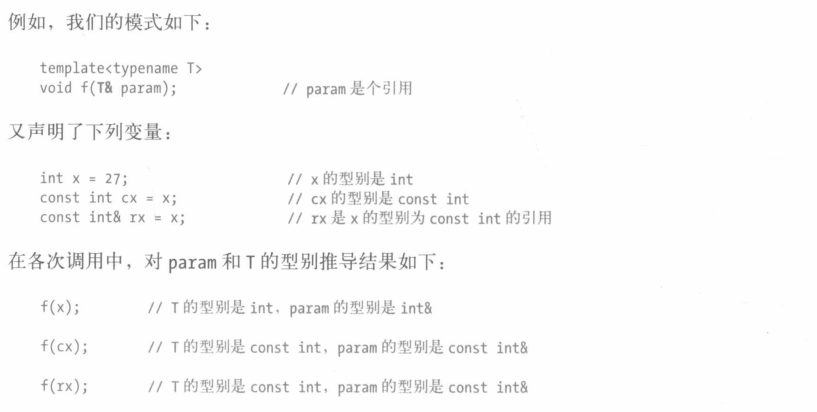 例如，我们的模式如下：
template<typename T>
void f(T& param); // param 是个引用
又声明了下列变量：
int x = 27; // x 的型别是 int
const int cx = x; // cx 的型别是 const int
const int& rx = x; // rx 是 x 的型别为 const int 的引用
在各次调用中，对 param 和 T 的型别推导结果如下：
f(x); // T 的型别是 int，param 的型别是 int&
f(cx); // T 的型别是 const int，param 的型别是 const int&
f(rx); // T 的型别是 const int，param 的型别是 const int&